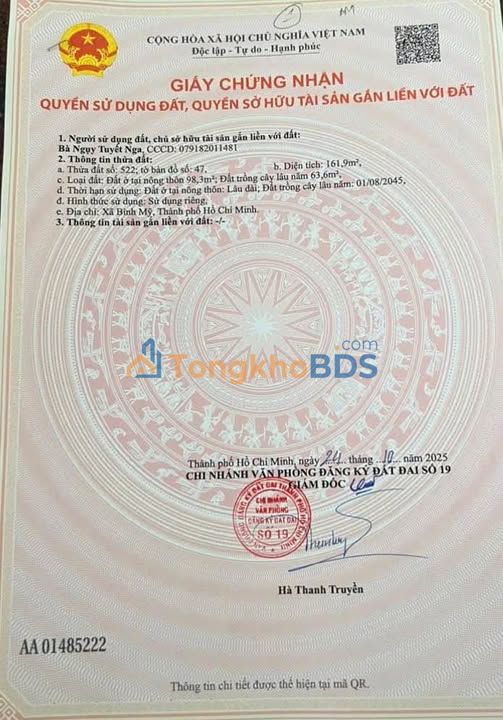 CỘNG HÒA XÃ HỘI CHỦ NGHĨA VIỆT NAM
Độc lập - Tự do - Hạnh phúc
GIẤY CHỨNG NHẬN
QUYỀN SỬ DỤNG ĐẤT, QUYỀN SỞ HỮU TÀI SẢN GẮN LIỀN VỚI ĐẤT
1. Người sử dụng đất, chủ sở hữu tài sản gắn liền với đất:
Bà Ngụy Tuyết Nga, CCCD: 079182011481
2. Thông tin thửa đất:
a. Thửa đất số: 522; tờ bản đồ số: 47, b. Diện tích: 161,9m²;
c. Loại đất: Đất ở tại nông thôn 98,3m²; Đất trồng cây lâu năm 63,6m²;
d. Thời hạn sử dụng: Đất ở tại nông thôn: Lâu dài; Đất trồng cây lâu năm: 01/08/2045,
đ. Hình thức sử dụng: Sử dụng riêng;
e. Địa chỉ: Xã Bình Mỹ, Thành phố Hồ Chí Minh.
3. Thông tin tài sản gắn liền với đất: -/-
TongkhoBDS.com
Thành phố Hồ Chí Minh, ngày 24 tháng 10 năm 2025
CHI NHÁNH VĂN PHÒNG ĐĂNG KÝ ĐẤT ĐAI SỐ 19
GIÁM ĐỐC
CHI NHÁNH
VĂN PHÒNG
ĐĂNG KÝ ĐẤT ĐAI
SỐ 19
Hà Thanh Truyền
AA 01485222
Thông tin chi tiết được thể hiện tại mã QR.